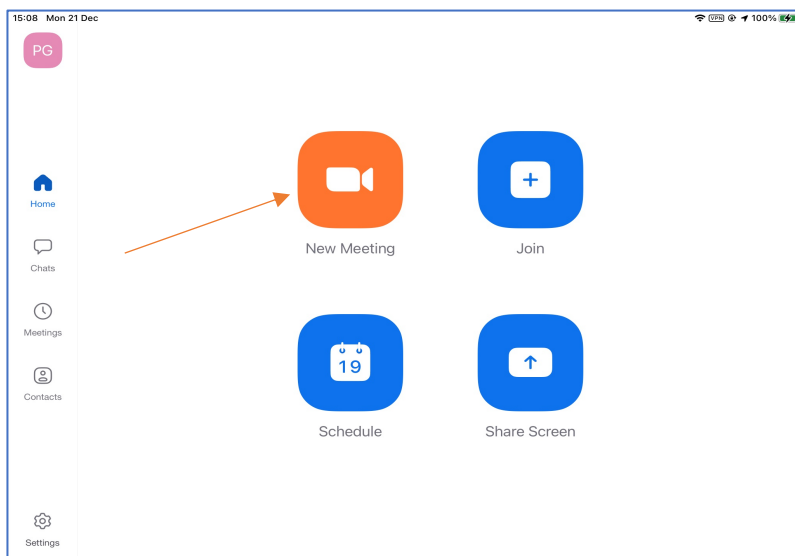 15:08 Mon 21 Dec
VPN 100%
PG
Home
Chats
Meetings
Contacts
Settings
New Meeting
Join
19
Schedule
Share Screen